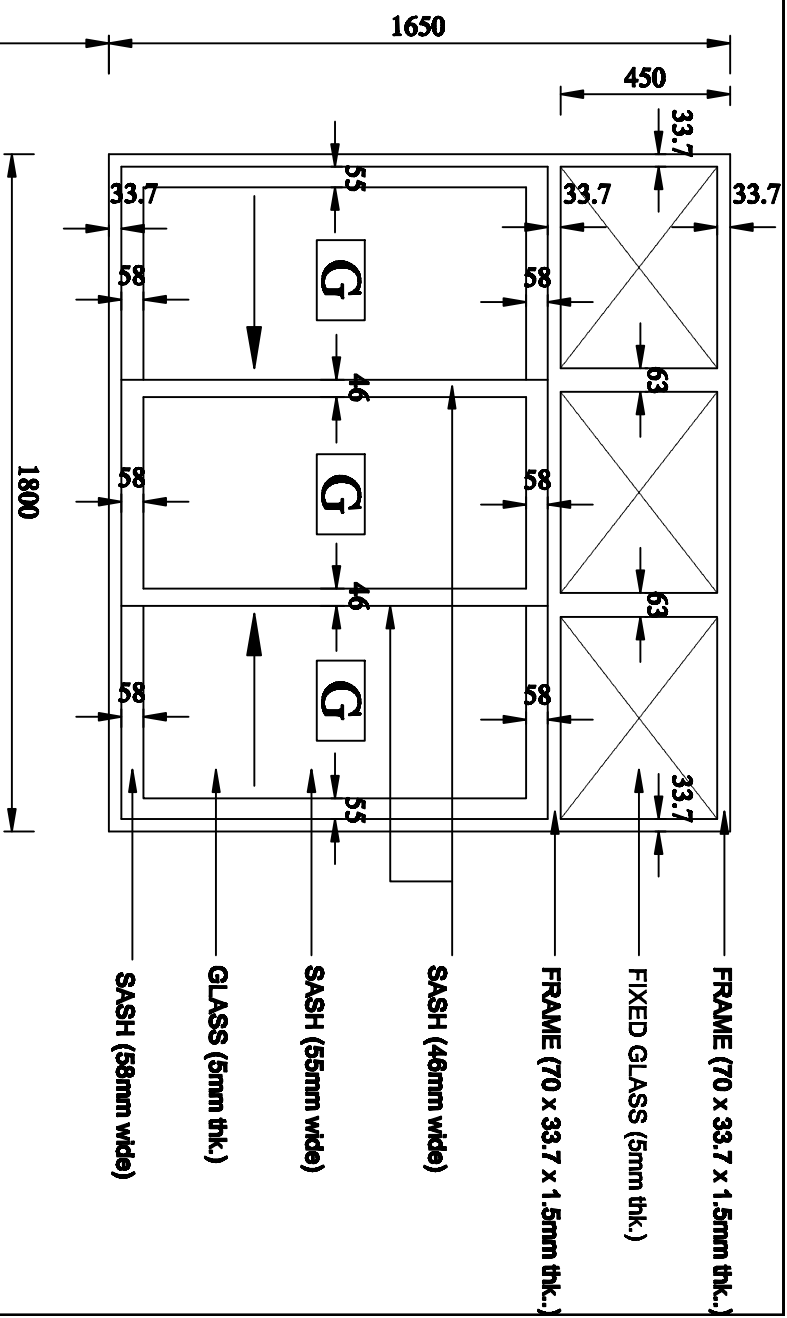 33.7
FRAME (70 x 33.7 x 1.5mm thk..)
33.7
33.7
63
63
450
FIXED GLASS (5mm thk.)
33.7
FRAME (70 x 33.7 x 1.5mm thk..)
58
58
58
SASH (46mm wide)
1650
55
46
46
55
G
G
G
SASH (55mm wide)
GLASS (5mm thk.)
33.7
58
58
58
SASH (58mm wide)
1800